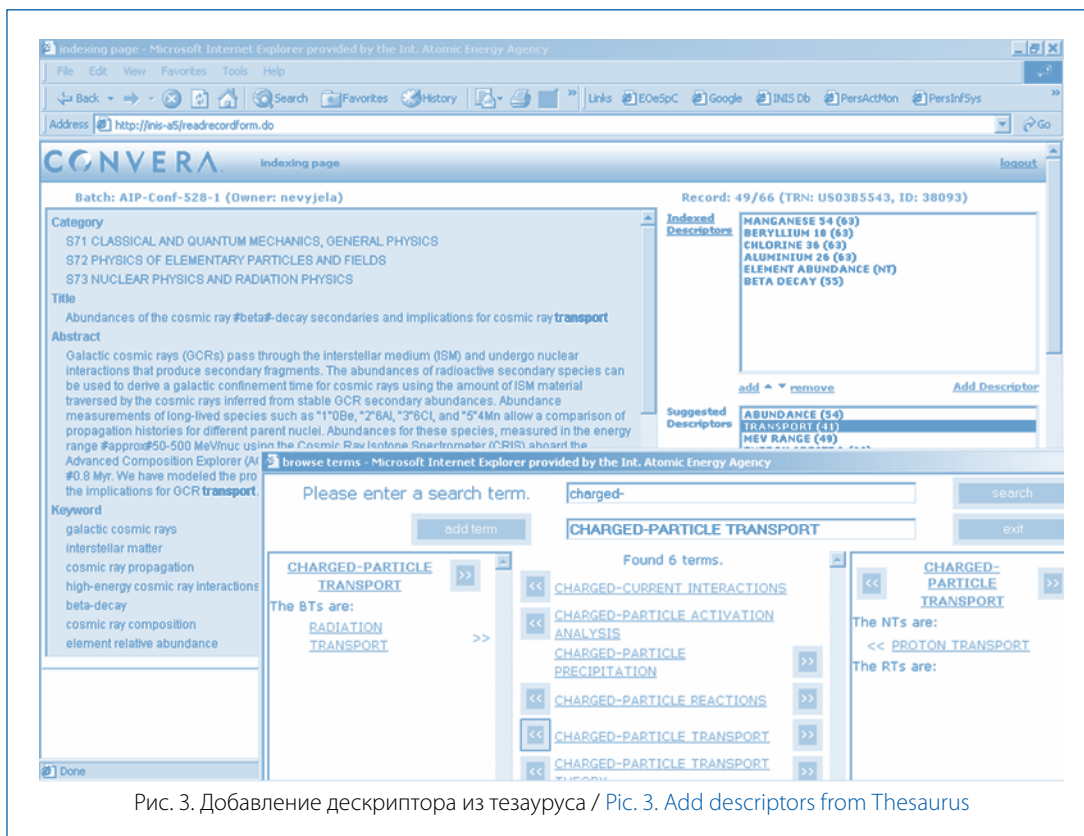 indexing page - Microsoft Internet Explorer provided by the Int. Atomic Energy Agency
File Edit View Favorites Tools Help
Back Search Favorites History Links EOeSpC Google INIS Db PersActMon PersInfSys
Address http://inis-a5/readrecordform.do Go
CONVERA indexing page logout
Batch: AIP-Conf-528-1 (Owner: nevyjela) Record: 49/66 (TRN: US03B5543, ID: 38093)
Category
S71 CLASSICAL AND QUANTUM MECHANICS, GENERAL PHYSICS
S72 PHYSICS OF ELEMENTARY PARTICLES AND FIELDS
S73 NUCLEAR PHYSICS AND RADIATION PHYSICS
Title
Abundances of the cosmic ray #beta#-decay secondaries and implications for cosmic ray transport
Abstract
Galactic cosmic rays (GCRs) pass through the interstellar medium (ISM) and undergo nuclear
interactions that produce secondary fragments. The abundances of radioactive secondary species can
be used to derive a galactic confinement time for cosmic rays using the amount of ISM material
traversed by the cosmic rays inferred from stable GCR secondary abundances. Abundance
measurements of long-lived species such as "1"0Be, "2"6Al, "3"6Cl, and "5"4Mn allow a comparison of
propagation histories for different parent nuclei. Abundances for these species, measured in the energy
range #approx#50-500 MeV/nuc using the Cosmic Ray Isotope Spectrometer (CRIS) aboard the
Advanced Composition Explorer (A
#0.8 Myr. We have modeled the pro
the implications for GCR transport.
Keyword
galactic cosmic rays
interstellar matter
cosmic ray propagation
high-energy cosmic ray interactions
beta-decay
cosmic ray composition
element relative abundance
Indexed Descriptors
MANGANESE 54 (63)
BERYLLIUM 10 (63)
CHLORINE 36 (63)
ALUMINIUM 26 (63)
ELEMENT ABUNDANCE (NT)
BETA DECAY (55)
add remove Add Descriptor
Suggested Descriptors
ABUNDANCE (54)
TRANSPORT (41)
MEV RANGE (49)
browse terms - Microsoft Internet Explorer provided by the Int. Atomic Energy Agency
Please enter a search term. charged- search
add term CHARGED-PARTICLE TRANSPORT exit
CHARGED-PARTICLE TRANSPORT >>
The BTs are:
RADIATION TRANSPORT >>
Found 6 terms.
<< CHARGED-CURRENT INTERACTIONS
<< CHARGED-PARTICLE ACTIVATION ANALYSIS
CHARGED-PARTICLE PRECIPITATION >>
<< CHARGED-PARTICLE REACTIONS >>
<< CHARGED-PARTICLE TRANSPORT >>
<< CHARGED-PARTICLE TRANSPORT >>
<< CHARGED-PARTICLE TRANSPORT >>
The NTs are:
<< PROTON TRANSPORT
The RTs are:
Done
Рис. 3. Добавление дескриптора из тезауруса / Pic. 3. Add descriptors from Thesaurus